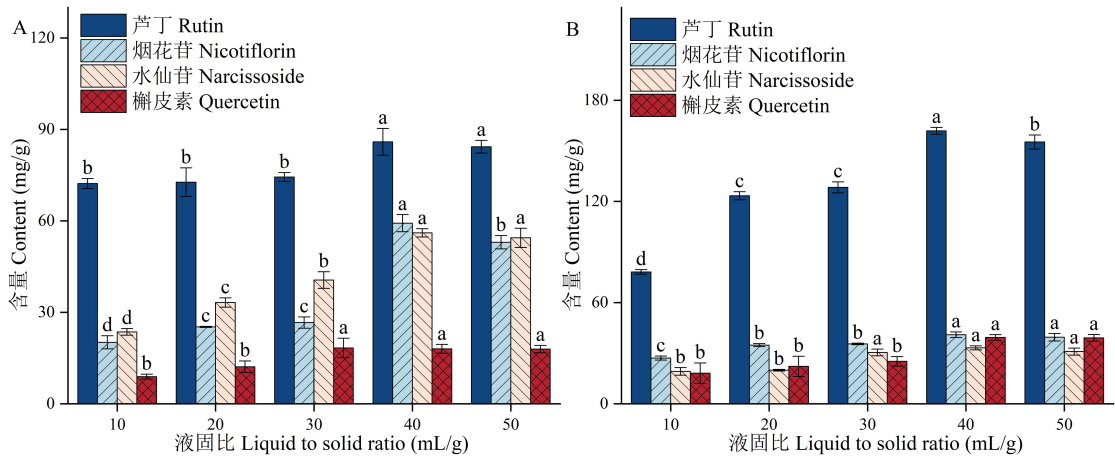 A
芦丁 Rutin
烟花苷 Nicotiflorin
水仙苷 Narcissoside
槲皮素 Quercetin
120
90
60
30
0
含量 Content (mg/g)
b b b a a
d c c a b
d c b a a
b b a a a
10 20 30 40 50
液固比 Liquid to solid ratio (mL/g)
B
芦丁 Rutin
烟花苷 Nicotiflorin
水仙苷 Narcissoside
槲皮素 Quercetin
180
120
60
0
含量 Content (mg/g)
d c c a b
c b b a a
b b a a a
b b b a a
10 20 30 40 50
液固比 Liquid to solid ratio (mL/g)